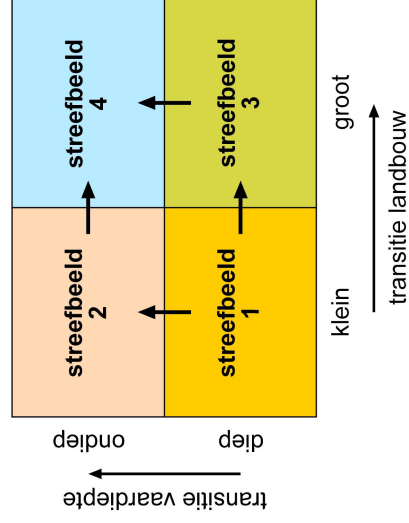 streefbeeld
2
streefbeeld
4
streefbeeld
1
streefbeeld
3
ondiep
diep
transitie vaardiepte
klein
groot
transitie landbouw